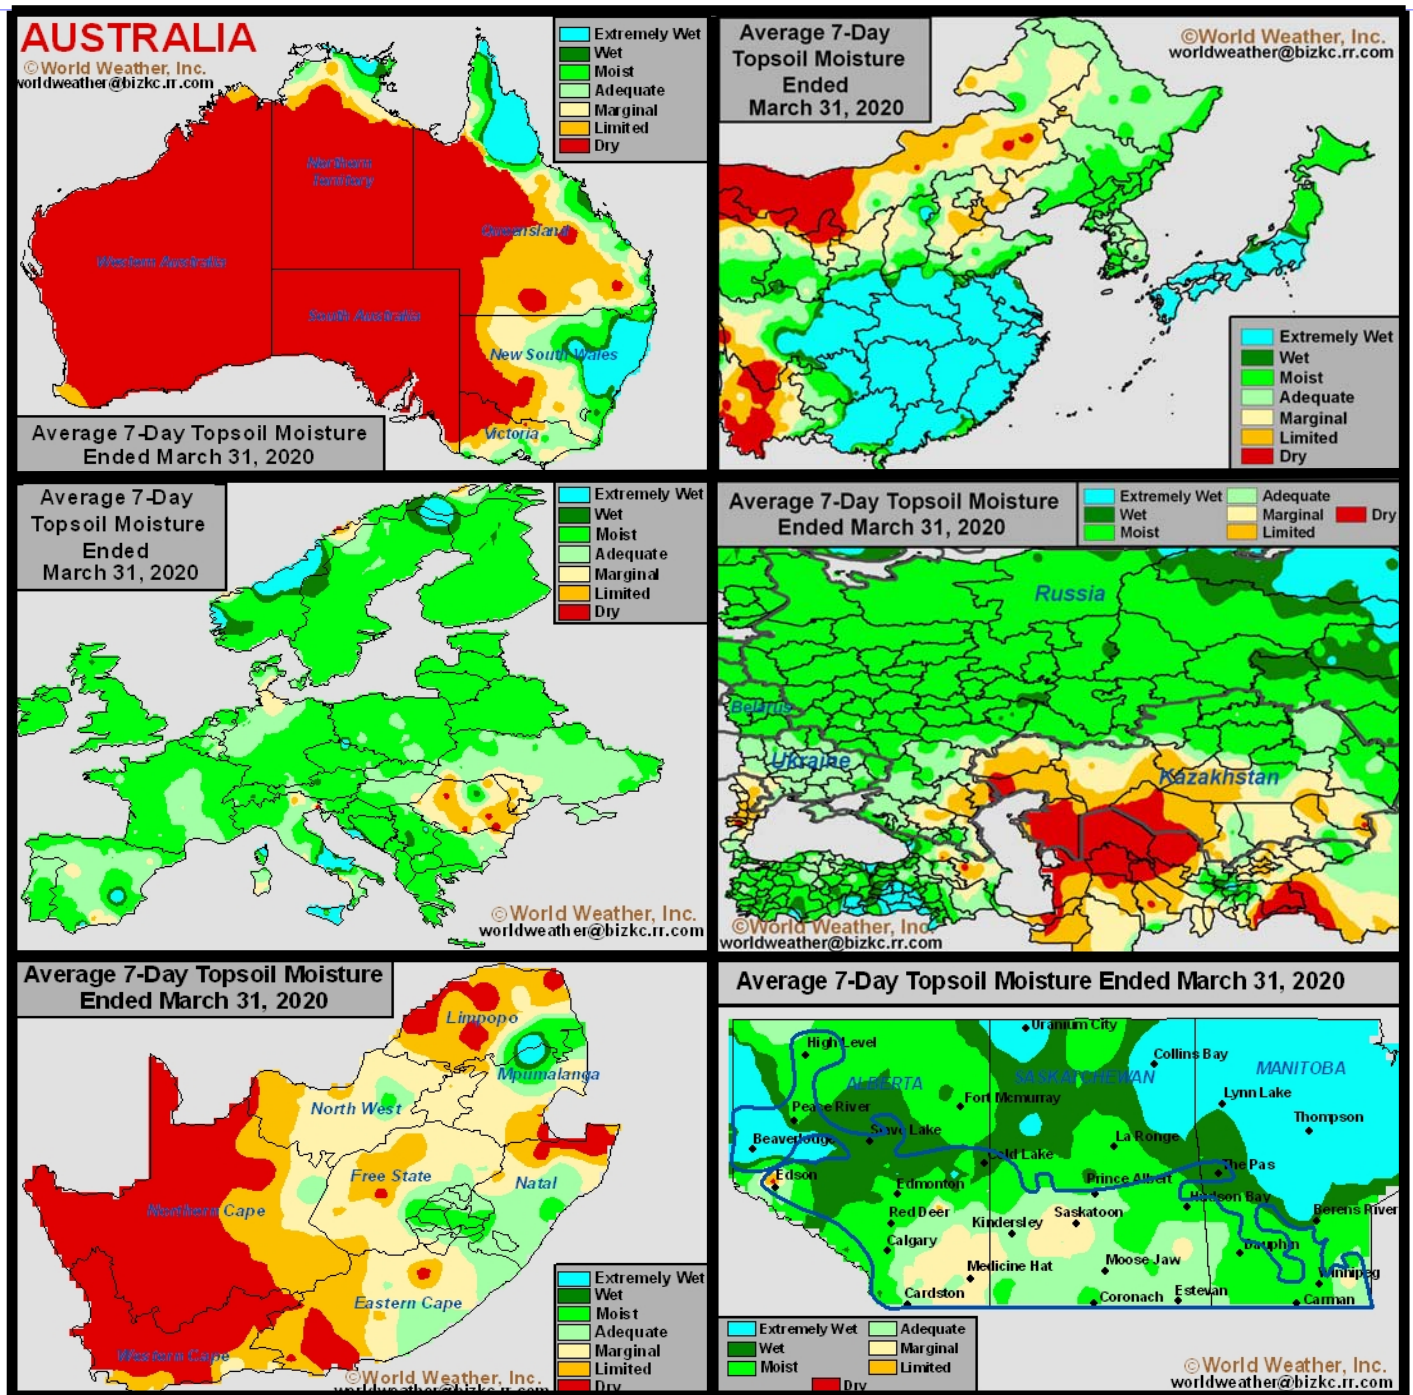 AUSTRALIA
©World Weather, Inc.
worldweather@bizkc.rr.com
Extremely Wet
Wet
Moist
Adequate
Marginal
Limited
Dry
Northern
Territory
Queensland
Western Australia
South Australia
New South Wales
Victoria
Average 7-Day Topsoil Moisture
Ended March 31, 2020
Average 7-Day
Topsoil Moisture
Ended
March 31, 2020
©World Weather, Inc.
worldweather@bizkc.rr.com
Extremely Wet
Wet
Moist
Adequate
Marginal
Limited
Dry
Average 7-Day
Topsoil Moisture
Ended
March 31, 2020
Extremely Wet
Wet
Moist
Adequate
Marginal
Limited
Dry
©World Weather, Inc.
worldweather@bizkc.rr.com
Average 7-Day Topsoil Moisture
Ended March 31, 2020
Extremely Wet
Wet
Moist
Adequate
Marginal
Limited
Dry
Russia
Belarus
Ukraine
Kazakhstan
©World Weather, Inc.
worldweather@bizkc.rr.com
Average 7-Day Topsoil Moisture
Ended March 31, 2020
Limpopo
Mpumalanga
North West
Free State
Natal
Northern Cape
Eastern Cape
Western Cape
Extremely Wet
Wet
Moist
Adequate
Marginal
Limited
Dry
©World Weather, Inc.
worldweather@bizkc.rr.com
Average 7-Day Topsoil Moisture Ended March 31, 2020
Uranium City
High Level
Collins Bay
ALBERTA
SASKATCHEWAN
MANITOBA
Fort Mcmurray
Lynn Lake
Peace River
Thompson
Beaverlodge
Slave Lake
La Ronge
Cold Lake
The Pas
Edson
Edmonton
Prince Albert
Hudson Bay
Red Deer
Kindersley
Saskatoon
Berens River
Calgary
Dauphin
Medicine Hat
Moose Jaw
Winnipeg
Cardston
Coronach
Estevan
Carman
Extremely Wet
Wet
Moist
Adequate
Marginal
Limited
Dry
©World Weather, Inc.
worldweather@bizkc.rr.com